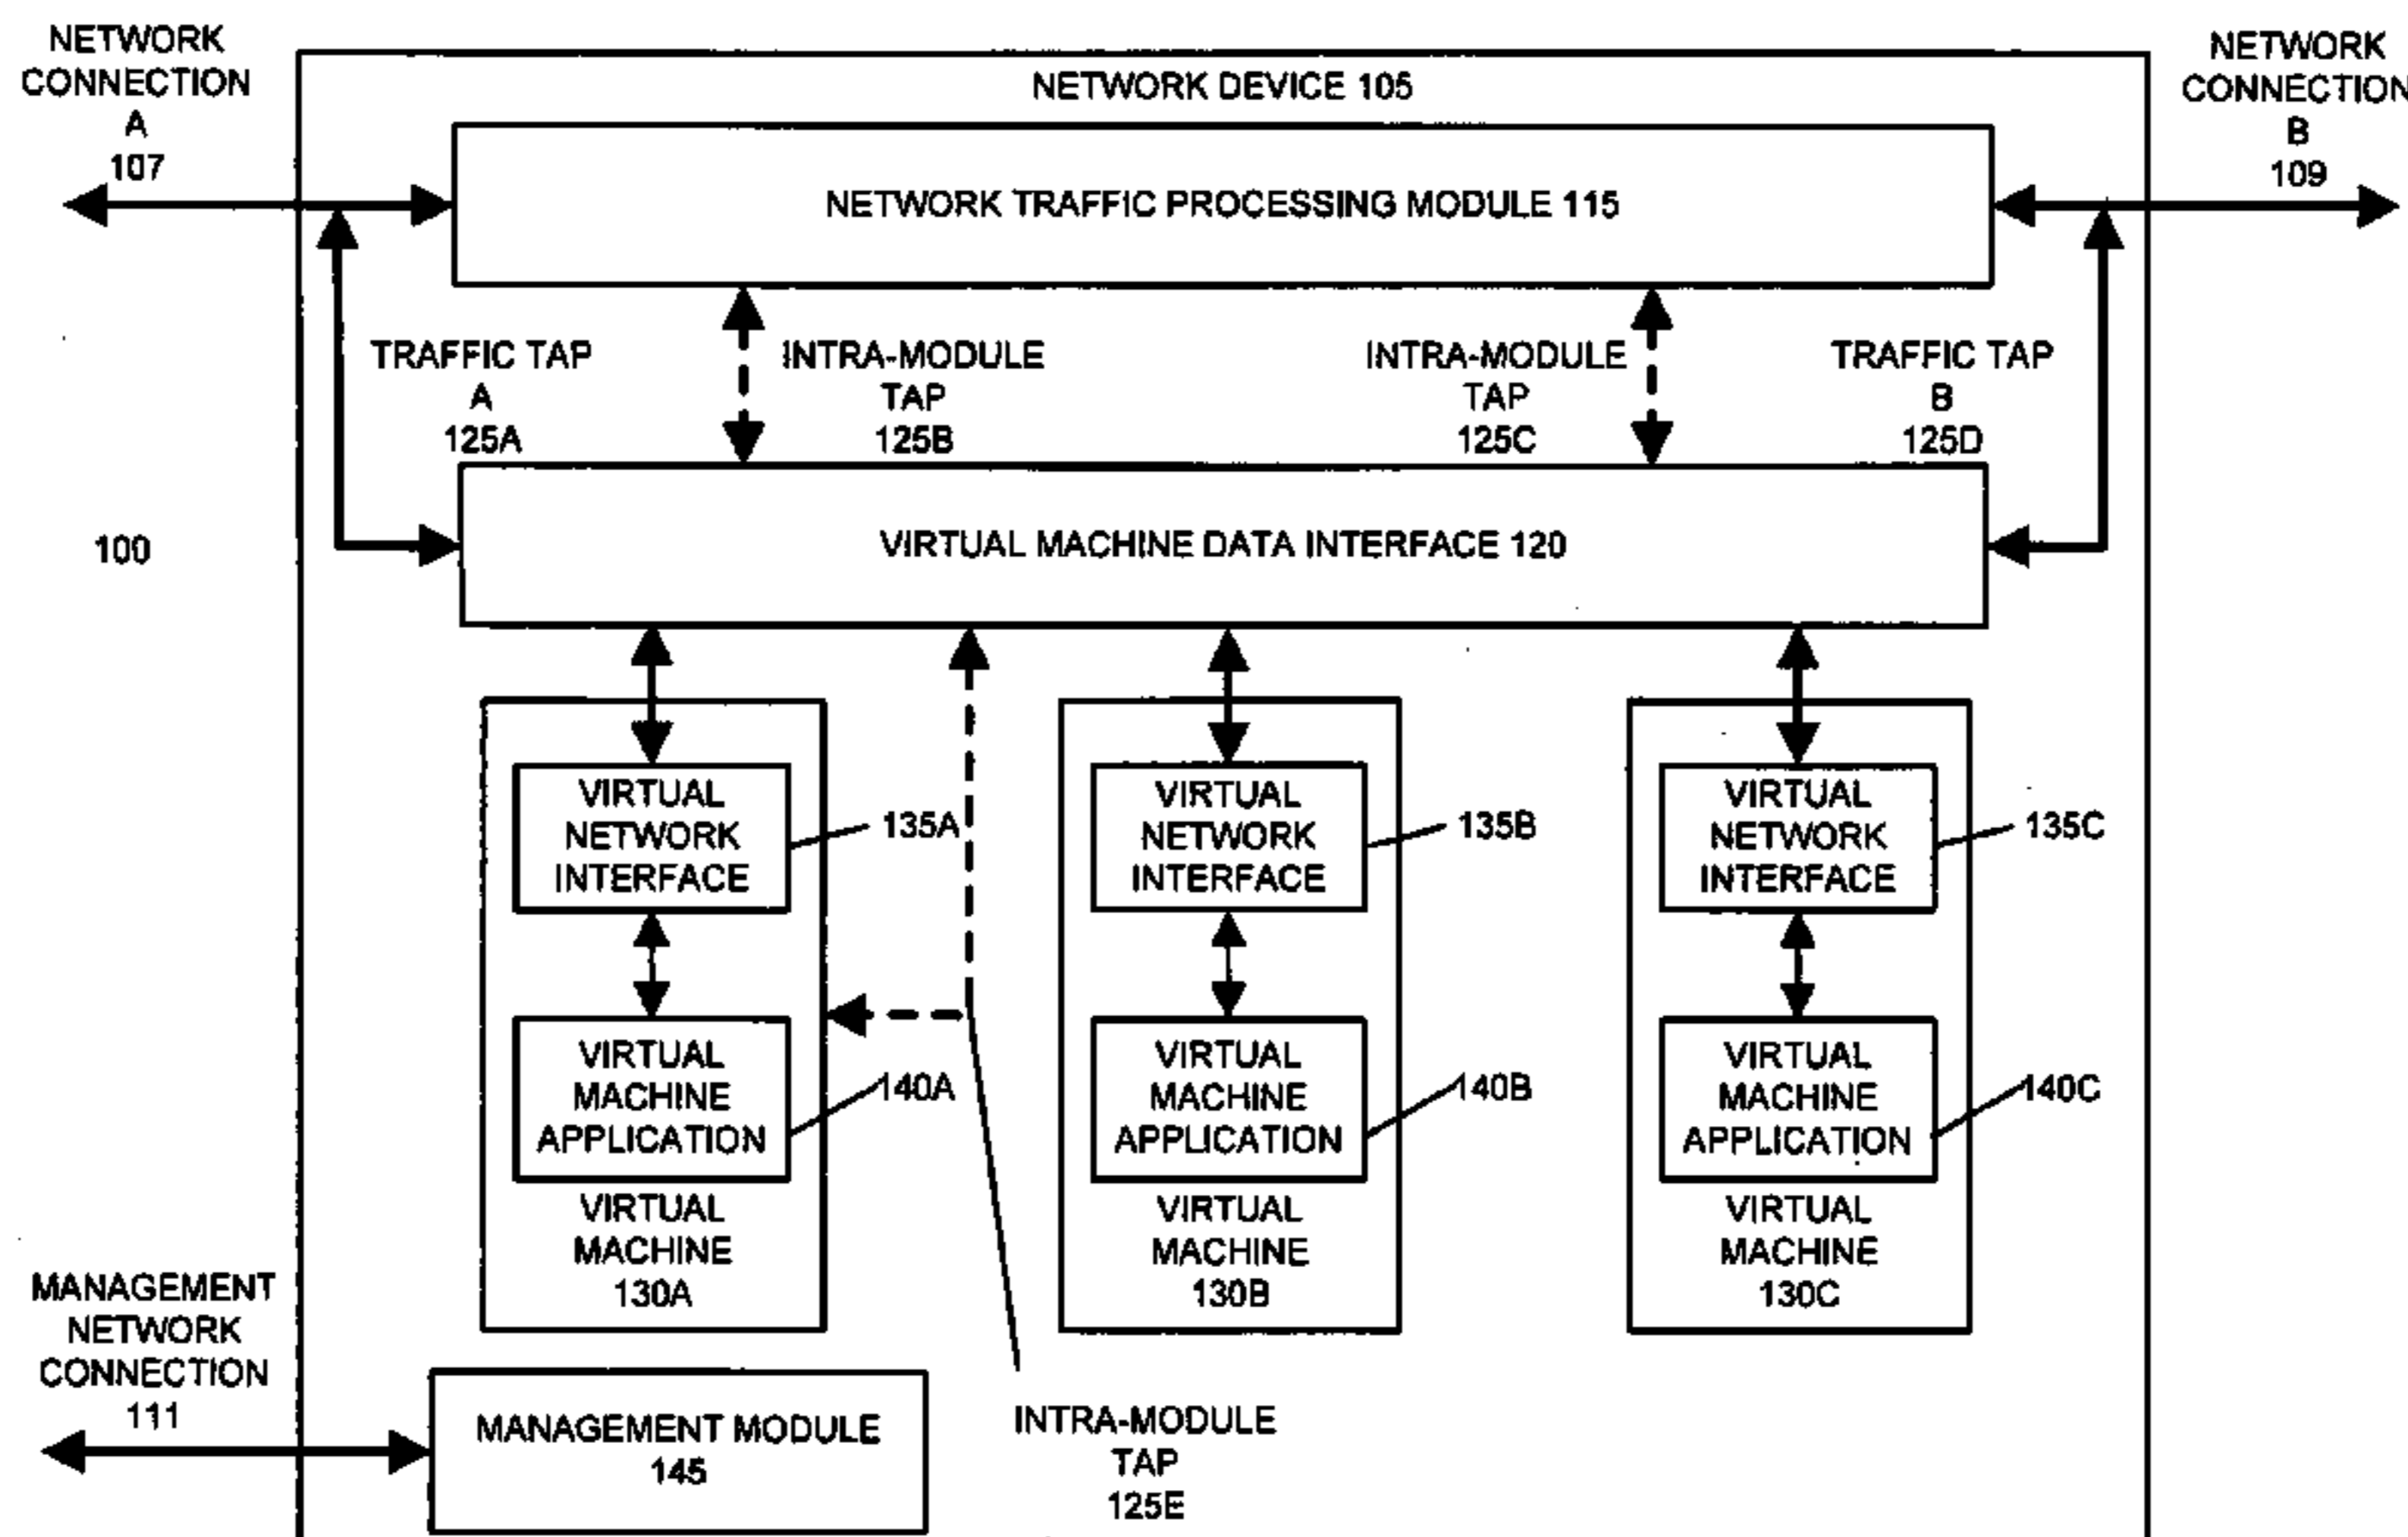 NETWORK
CONNECTION
A
107
NETWORK DEVICE 105
NETWORK
CONNECTION
B
109
NETWORK TRAFFIC PROCESSING MODULE 115
TRAFFIC TAP
A
125A
INTRA-MODULE
TAP
125B
INTRA-MODULE
TAP
125C
TRAFFIC TAP
B
125D
100
VIRTUAL MACHINE DATA INTERFACE 120
VIRTUAL
NETWORK
INTERFACE
135A
VIRTUAL
NETWORK
INTERFACE
135B
VIRTUAL
NETWORK
INTERFACE
135C
VIRTUAL
MACHINE
APPLICATION
140A
VIRTUAL
MACHINE
APPLICATION
140B
VIRTUAL
MACHINE
APPLICATION
140C
VIRTUAL
MACHINE
130A
VIRTUAL
MACHINE
130B
VIRTUAL
MACHINE
130C
MANAGEMENT
NETWORK
CONNECTION
111
MANAGEMENT MODULE
145
INTRA-MODULE
TAP
125E